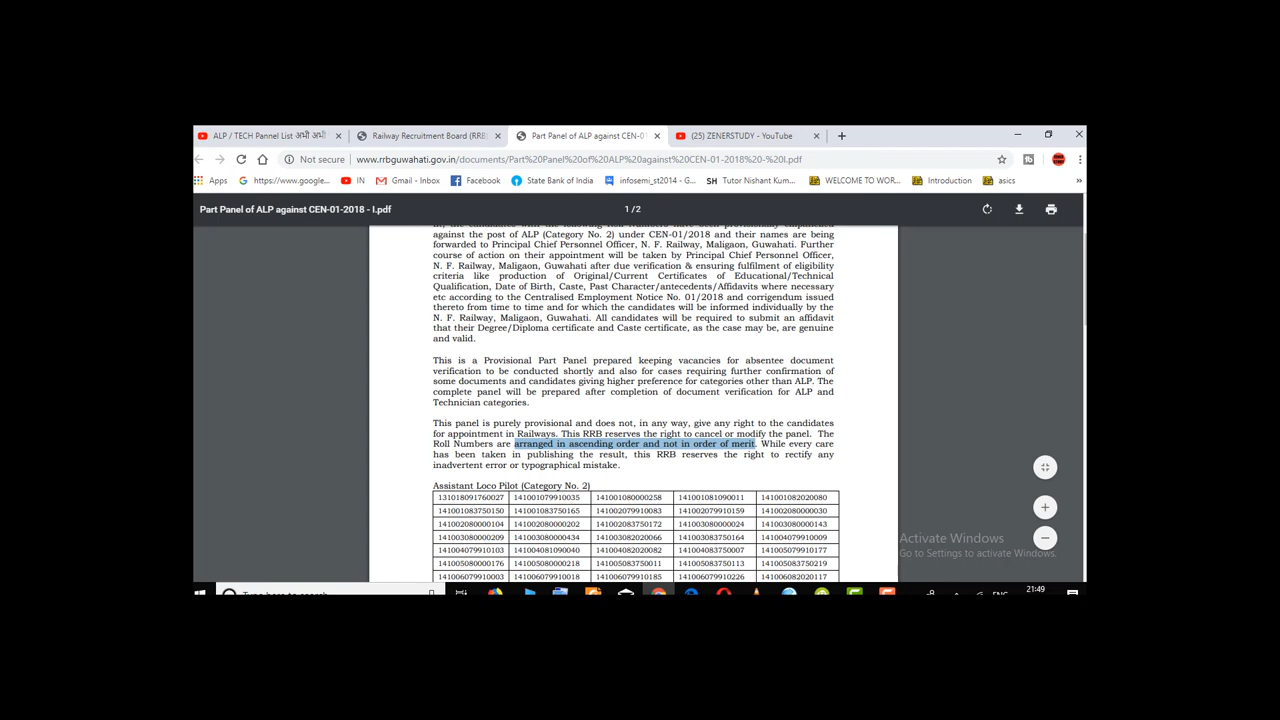 ALP / TECH Pannel List अभी अभी
Railway Recruitment Board (RRB)
Part Panel of ALP against CEN-01
(25) ZENERSTUDY - YouTube
Not secure | www.rrbguwahati.gov.in/documents/Part%20Panel%20of%20ALP%20against%20CEN-01-2018%20-%20I.pdf
Apps https://www.google... IN Gmail - Inbox Facebook State Bank of India infosemi_st2014 - G... SH Tutor Nishant Kum... WELCOME TO WOR... Introduction asics »
Part Panel of ALP against CEN-01-2018 - I.pdf 1 / 2
against the post of ALP (Category No. 2) under CEN-01/2018 and their names are being
forwarded to Principal Chief Personnel Officer, N. F. Railway, Maligaon, Guwahati. Further
course of action on their appointment will be taken by Principal Chief Personnel Officer,
N. F. Railway, Maligaon, Guwahati after due verification & ensuring fulfilment of eligibility
criteria like production of Original/Current Certificates of Educational/Technical
Qualification, Date of Birth, Caste, Past Character/antecedents/Affidavits where necessary
etc according to the Centralised Employment Notice No. 01/2018 and corrigendum issued
thereto from time to time and for which the candidates will be informed individually by the
N. F. Railway, Maligaon, Guwahati. All candidates will be required to submit an affidavit
that their Degree/Diploma certificate and Caste certificate, as the case may be, are genuine
and valid.
This is a Provisional Part Panel prepared keeping vacancies for absentee document
verification to be conducted shortly and also for cases requiring further confirmation of
some documents and candidates giving higher preference for categories other than ALP. The
complete panel will be prepared after completion of document verification for ALP and
Technician categories.
This panel is purely provisional and does not, in any way, give any right to the candidates
for appointment in Railways. This RRB reserves the right to cancel or modify the panel. The
Roll Numbers are arranged in ascending order and not in order of merit. While every care
has been taken in publishing the result, this RRB reserves the right to rectify any
inadvertent error or typographical mistake.
Assistant Loco Pilot (Category No. 2)
131018091760027 141001079910035 141001080000258 141001081090011 141001082020080
141001083750150 141001083750165 141002079910083 141002079910159 141002080000030
141002080000104 141002080000202 141002083750172 141003080000024 141003080000143
141003080000209 141003080000434 141003082020066 141003083750164 141004079910009
141004079910103 141004081090040 141004082020082 141004083750007 141005079910177
141005080000176 141005080000218 141005083750011 141005083750113 141005083750219
141006079910003 141006079910018 141006079910185 141006079910226 141006082020117
Activate Windows
Go to Settings to activate Windows.
21:49